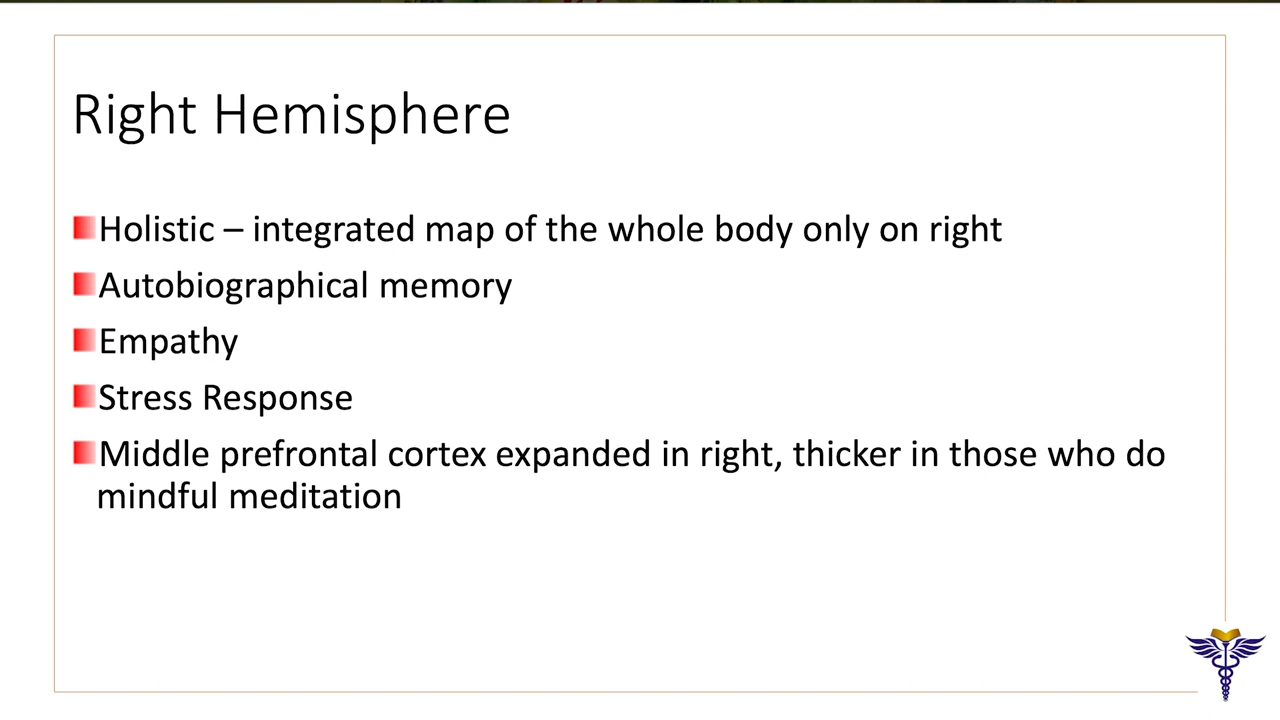 Right Hemisphere
Holistic – integrated map of the whole body only on right
Autobiographical memory
Empathy
Stress Response
Middle prefrontal cortex expanded in right, thicker in those who do
mindful meditation